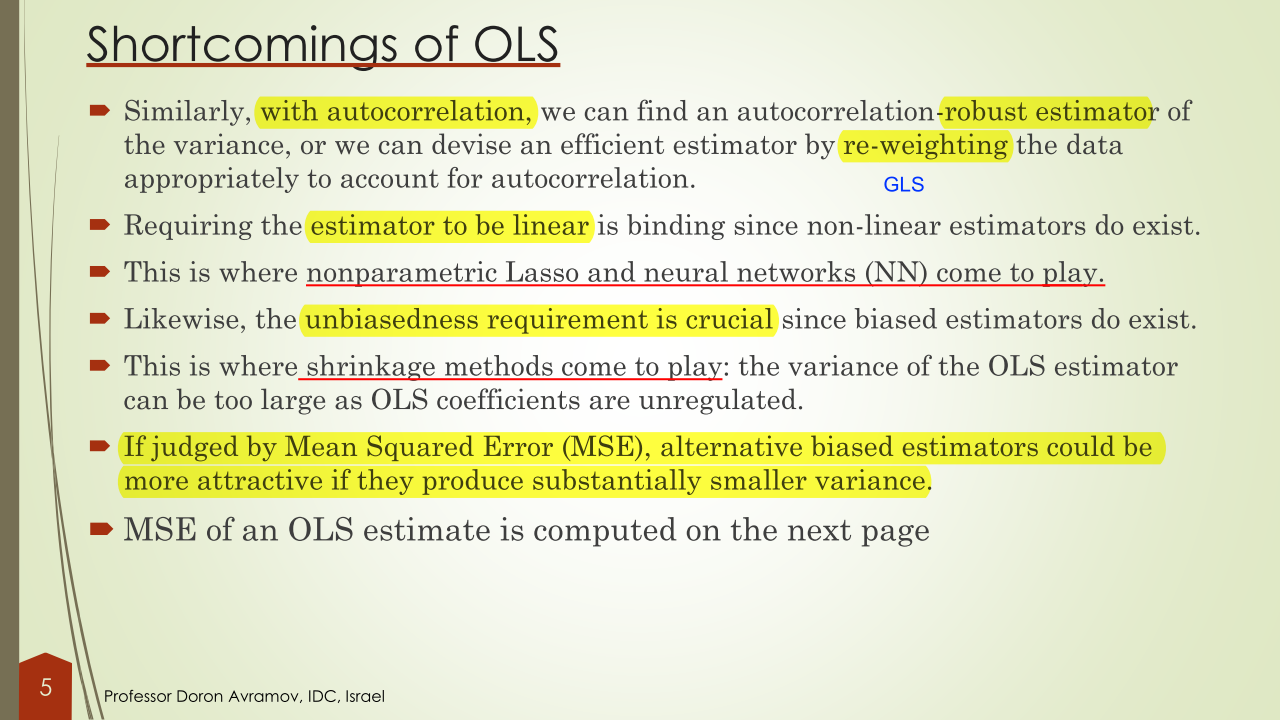 Shortcomings of OLS
Similarly, with autocorrelation, we can find an autocorrelation-robust estimator of
the variance, or we can devise an efficient estimator by re-weighting the data
appropriately to account for autocorrelation.
GLS
Requiring the estimator to be linear is binding since non-linear estimators do exist.
This is where nonparametric Lasso and neural networks (NN) come to play.
Likewise, the unbiasedness requirement is crucial since biased estimators do exist.
This is where shrinkage methods come to play: the variance of the OLS estimator
can be too large as OLS coefficients are unregulated.
If judged by Mean Squared Error (MSE), alternative biased estimators could be
more attractive if they produce substantially smaller variance.
MSE of an OLS estimate is computed on the next page
5
Professor Doron Avramov, IDC, Israel